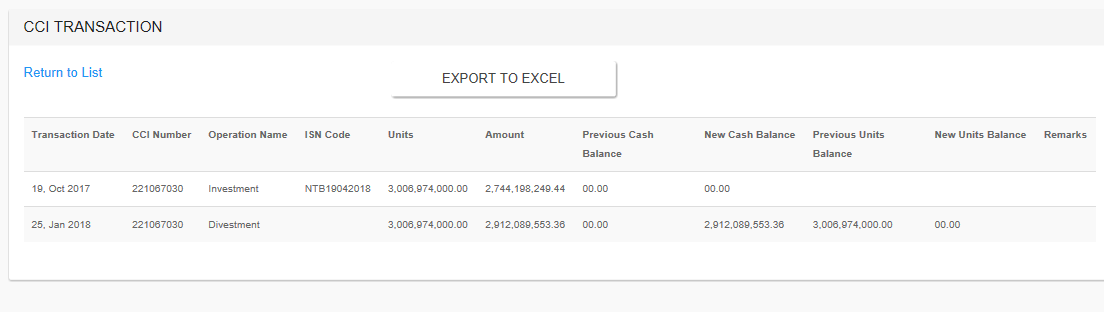 CCI TRANSACTION
Return to List
EXPORT TO EXCEL
Transaction Date CCI Number Operation Name ISN Code Units Amount Previous Cash Balance New Cash Balance Previous Units Balance New Units Balance Remarks
19, Oct 2017 221067030 Investment NTB19042018 3,006,974,000.00 2,744,198,249.44 00.00 00.00
25, Jan 2018 221067030 Divestment 3,006,974,000.00 2,912,089,553.36 00.00 2,912,089,553.36 3,006,974,000.00 00.00